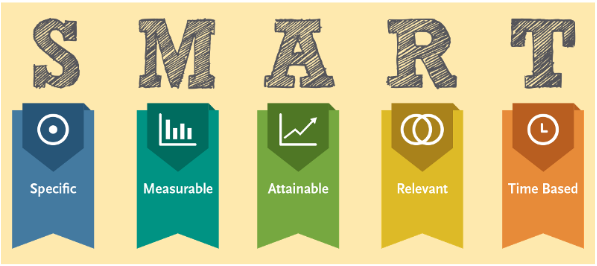 S M A R T
Specific Measurable Attainable Relevant Time Based